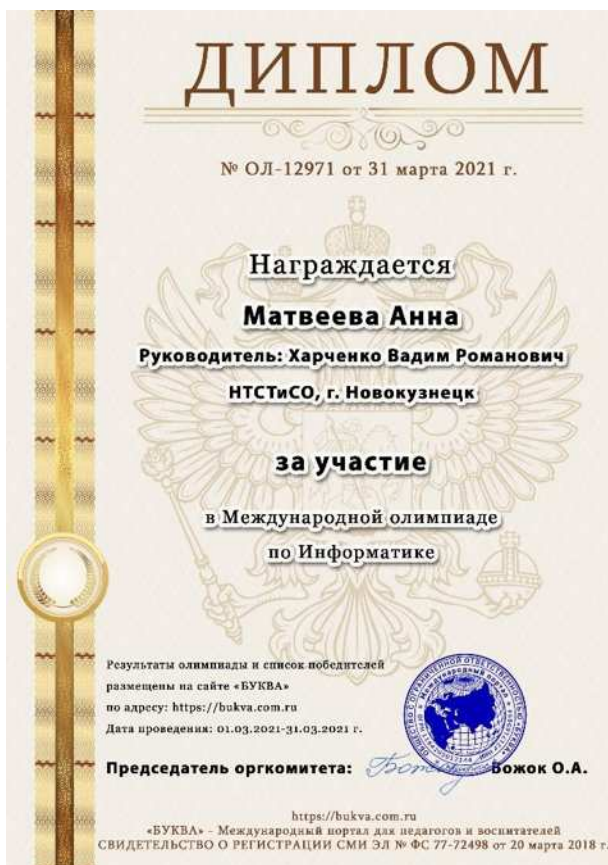 ДИПЛОМ
№ ОЛ-12971 от 31 марта 2021 г.
Награждается
Матвеева Анна
Руководитель: Харченко Вадим Романович
НТСТиСО, г. Новокузнецк
за участие
в Международной олимпиаде
по Информатике
Результаты олимпиады и список победителей
размещены на сайте «БУКВА»
по адресу: https://bukva.com.ru
Дата проведения: 01.03.2021-31.03.2021 г.
Председатель оргкомитета: Божок О.А.
https://bukva.com.ru
«БУКВА» - Международный портал для педагогов и воспитателей
СВИДЕТЕЛЬСТВО О РЕГИСТРАЦИИ СМИ ЭЛ № ФС 77-72498 от 20 марта 2018 г.